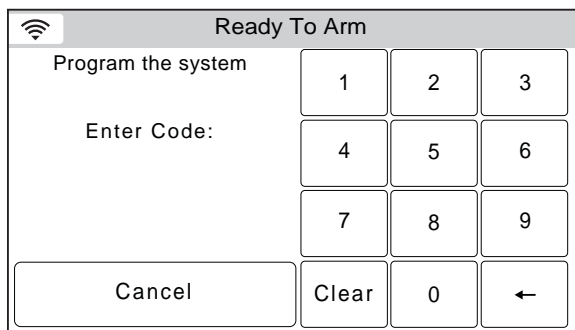 Ready To Arm
Program the system
Enter Code:
1 2 3
4 5 6
7 8 9
Cancel Clear 0 ←